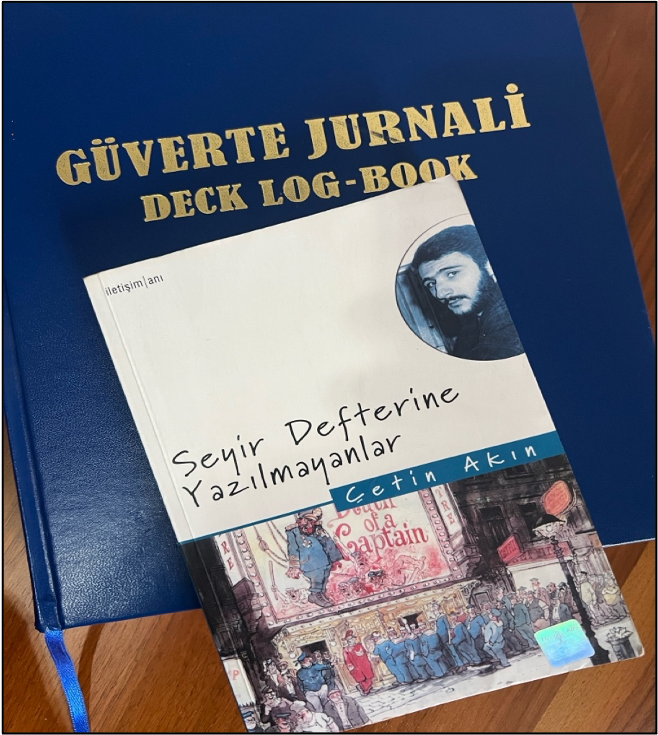 GÜVERTE JURNALİ
DECK LOG-BOOK
iletişim|anı
Seyir Defterine
Yazılmayanlar
Çetin Akın
Death
of a
Captain